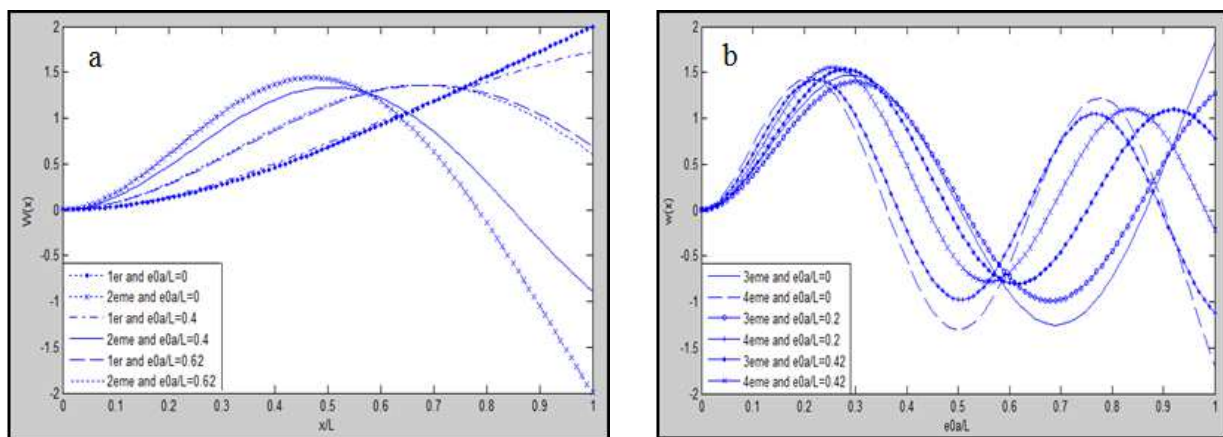 a
2
1.5
1
0.5
0
-0.5
-1
-1.5
-2
W(x)
1er and e0a/L=0
2eme and e0a/L=0
1er and e0a/L=0.4
2eme and e0a/L=0.4
1er and e0a/L=0.62
2eme and e0a/L=0.62
0 0.1 0.2 0.3 0.4 0.5 0.6 0.7 0.8 0.9 1
x/L
b
2
1.5
1
0.5
0
-0.5
-1
-1.5
-2
w(x)
3eme and e0a/L=0
4eme and e0a/L=0
3eme and e0a/L=0.2
4eme and e0a/L=0.2
3eme and e0a/L=0.42
4eme and e0a/L=0.42
0 0.1 0.2 0.3 0.4 0.5 0.6 0.7 0.8 0.9 1
e0a/L